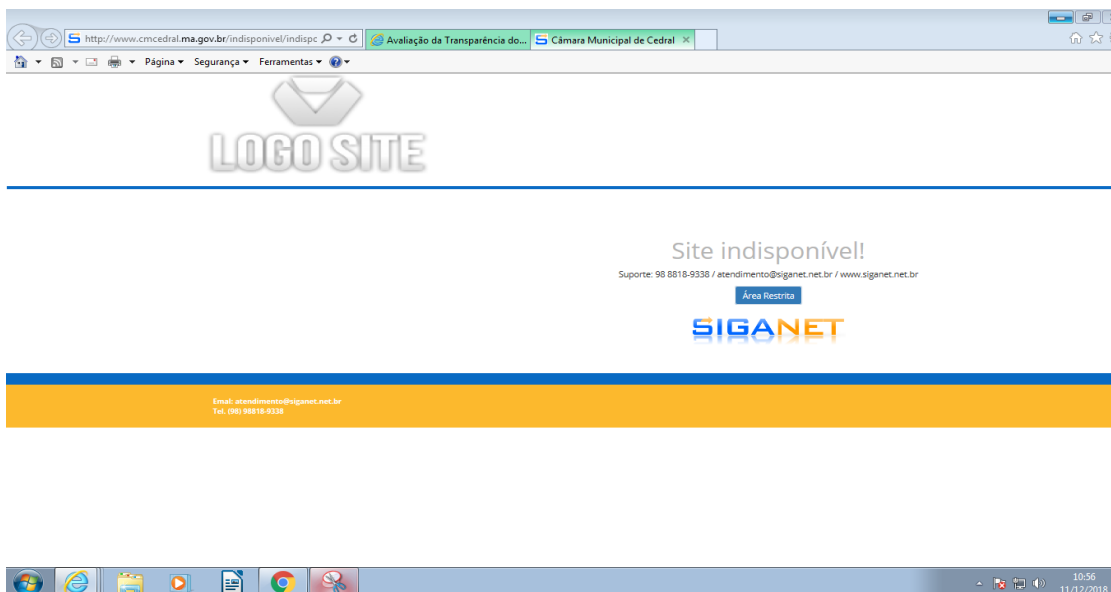 http://www.cmcedral.ma.gov.br/indisponivel/indispc
Avaliação da Transparência do...
Câmara Municipal de Cedral
Página Segurança Ferramentas
LOGO SITE
Site indisponível!
Suporte: 98 8818-9338 / atendimento@siganet.net.br / www.siganet.net.br
Área Restrita
SIGANET
Emal: atendimento@siganet.net.br
Tel. (98) 98818-9338
10:56
11/12/2018